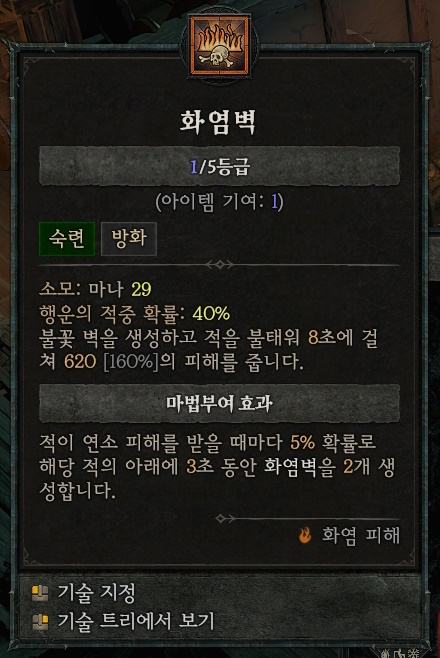 화염벽
1/5등급
(아이템 기여: 1)
숙련 방화
소모: 마나 29
행운의 적중 확률: 40%
불꽃 벽을 생성하고 적을 불태워 8초에 걸
쳐 620 [160%]의 피해를 줍니다.
마법부여 효과
적이 연소 피해를 받을 때마다 5% 확률로
해당 적의 아래에 3초 동안 화염벽을 2개 생
성합니다.
화염 피해
기술 지정
기술 트리에서 보기